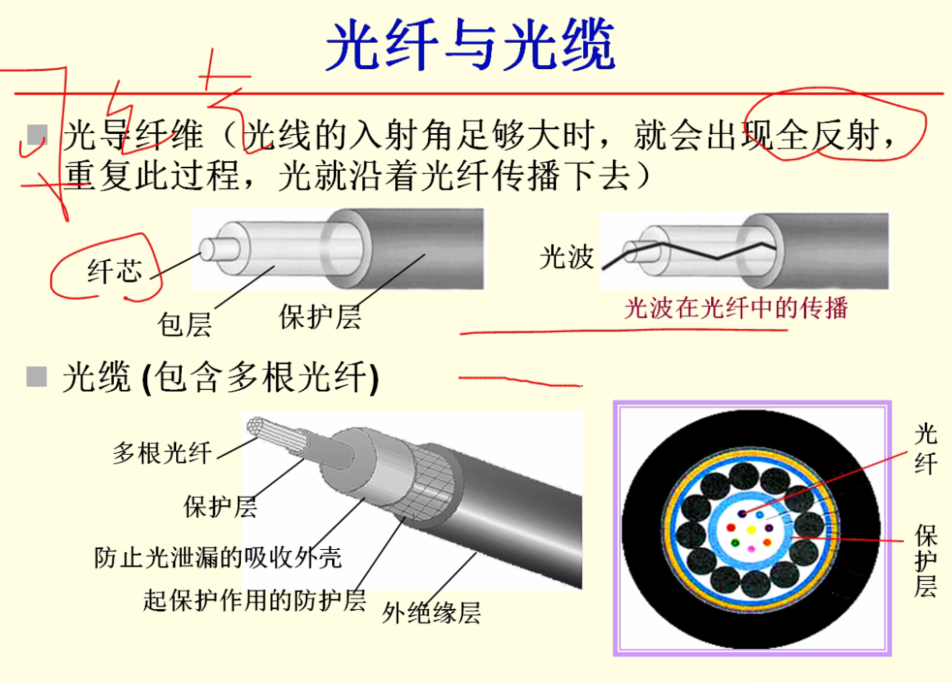 光纤与光缆
光导纤维（光线的入射角足够大时，就会出现全反射，
重复此过程，光就沿着光纤传播下去）
纤芯
包层
保护层
光波
光波在光纤中的传播
光缆 (包含多根光纤)
多根光纤
保护层
防止光泄漏的吸收外壳
起保护作用的防护层
外绝缘层
光纤
保护层